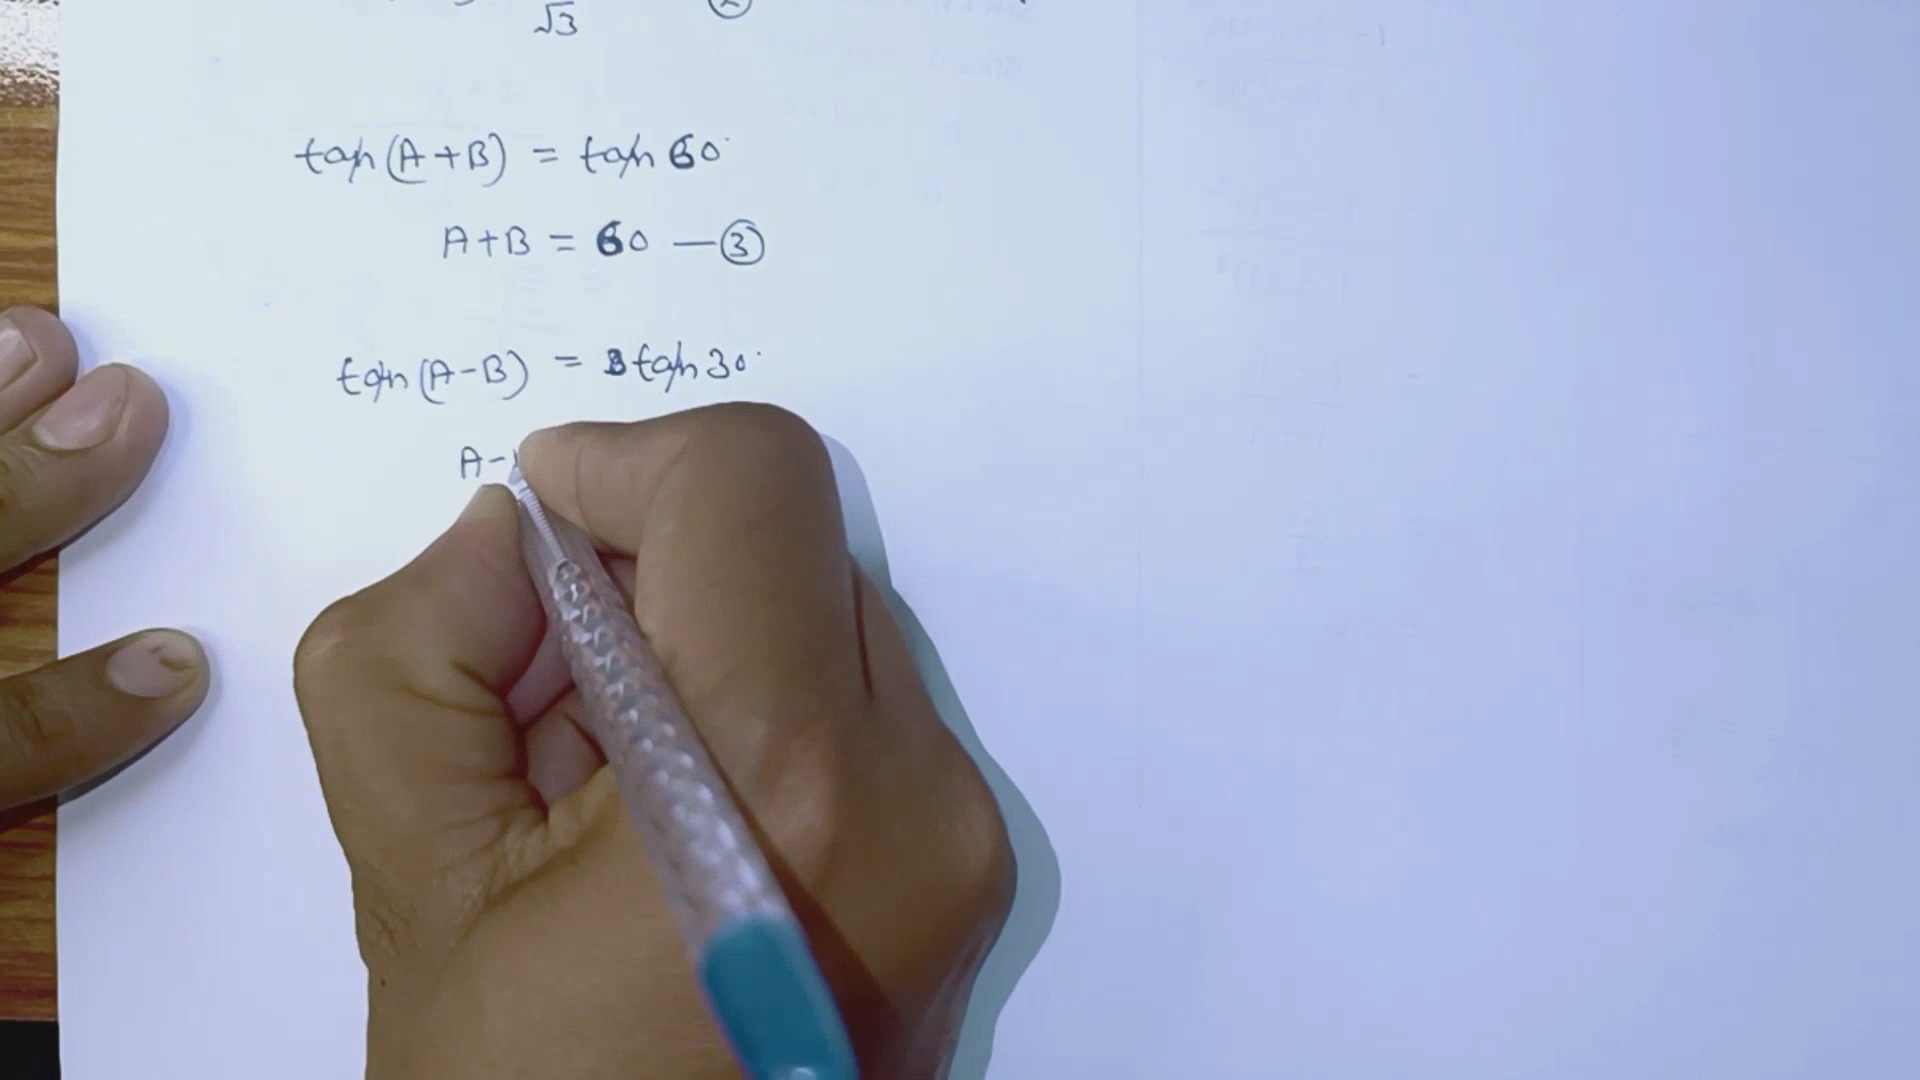 √3
tan(A+B) = tan 60°
A+B = 60 — ③
tan(A-B) = tan 30°
A-